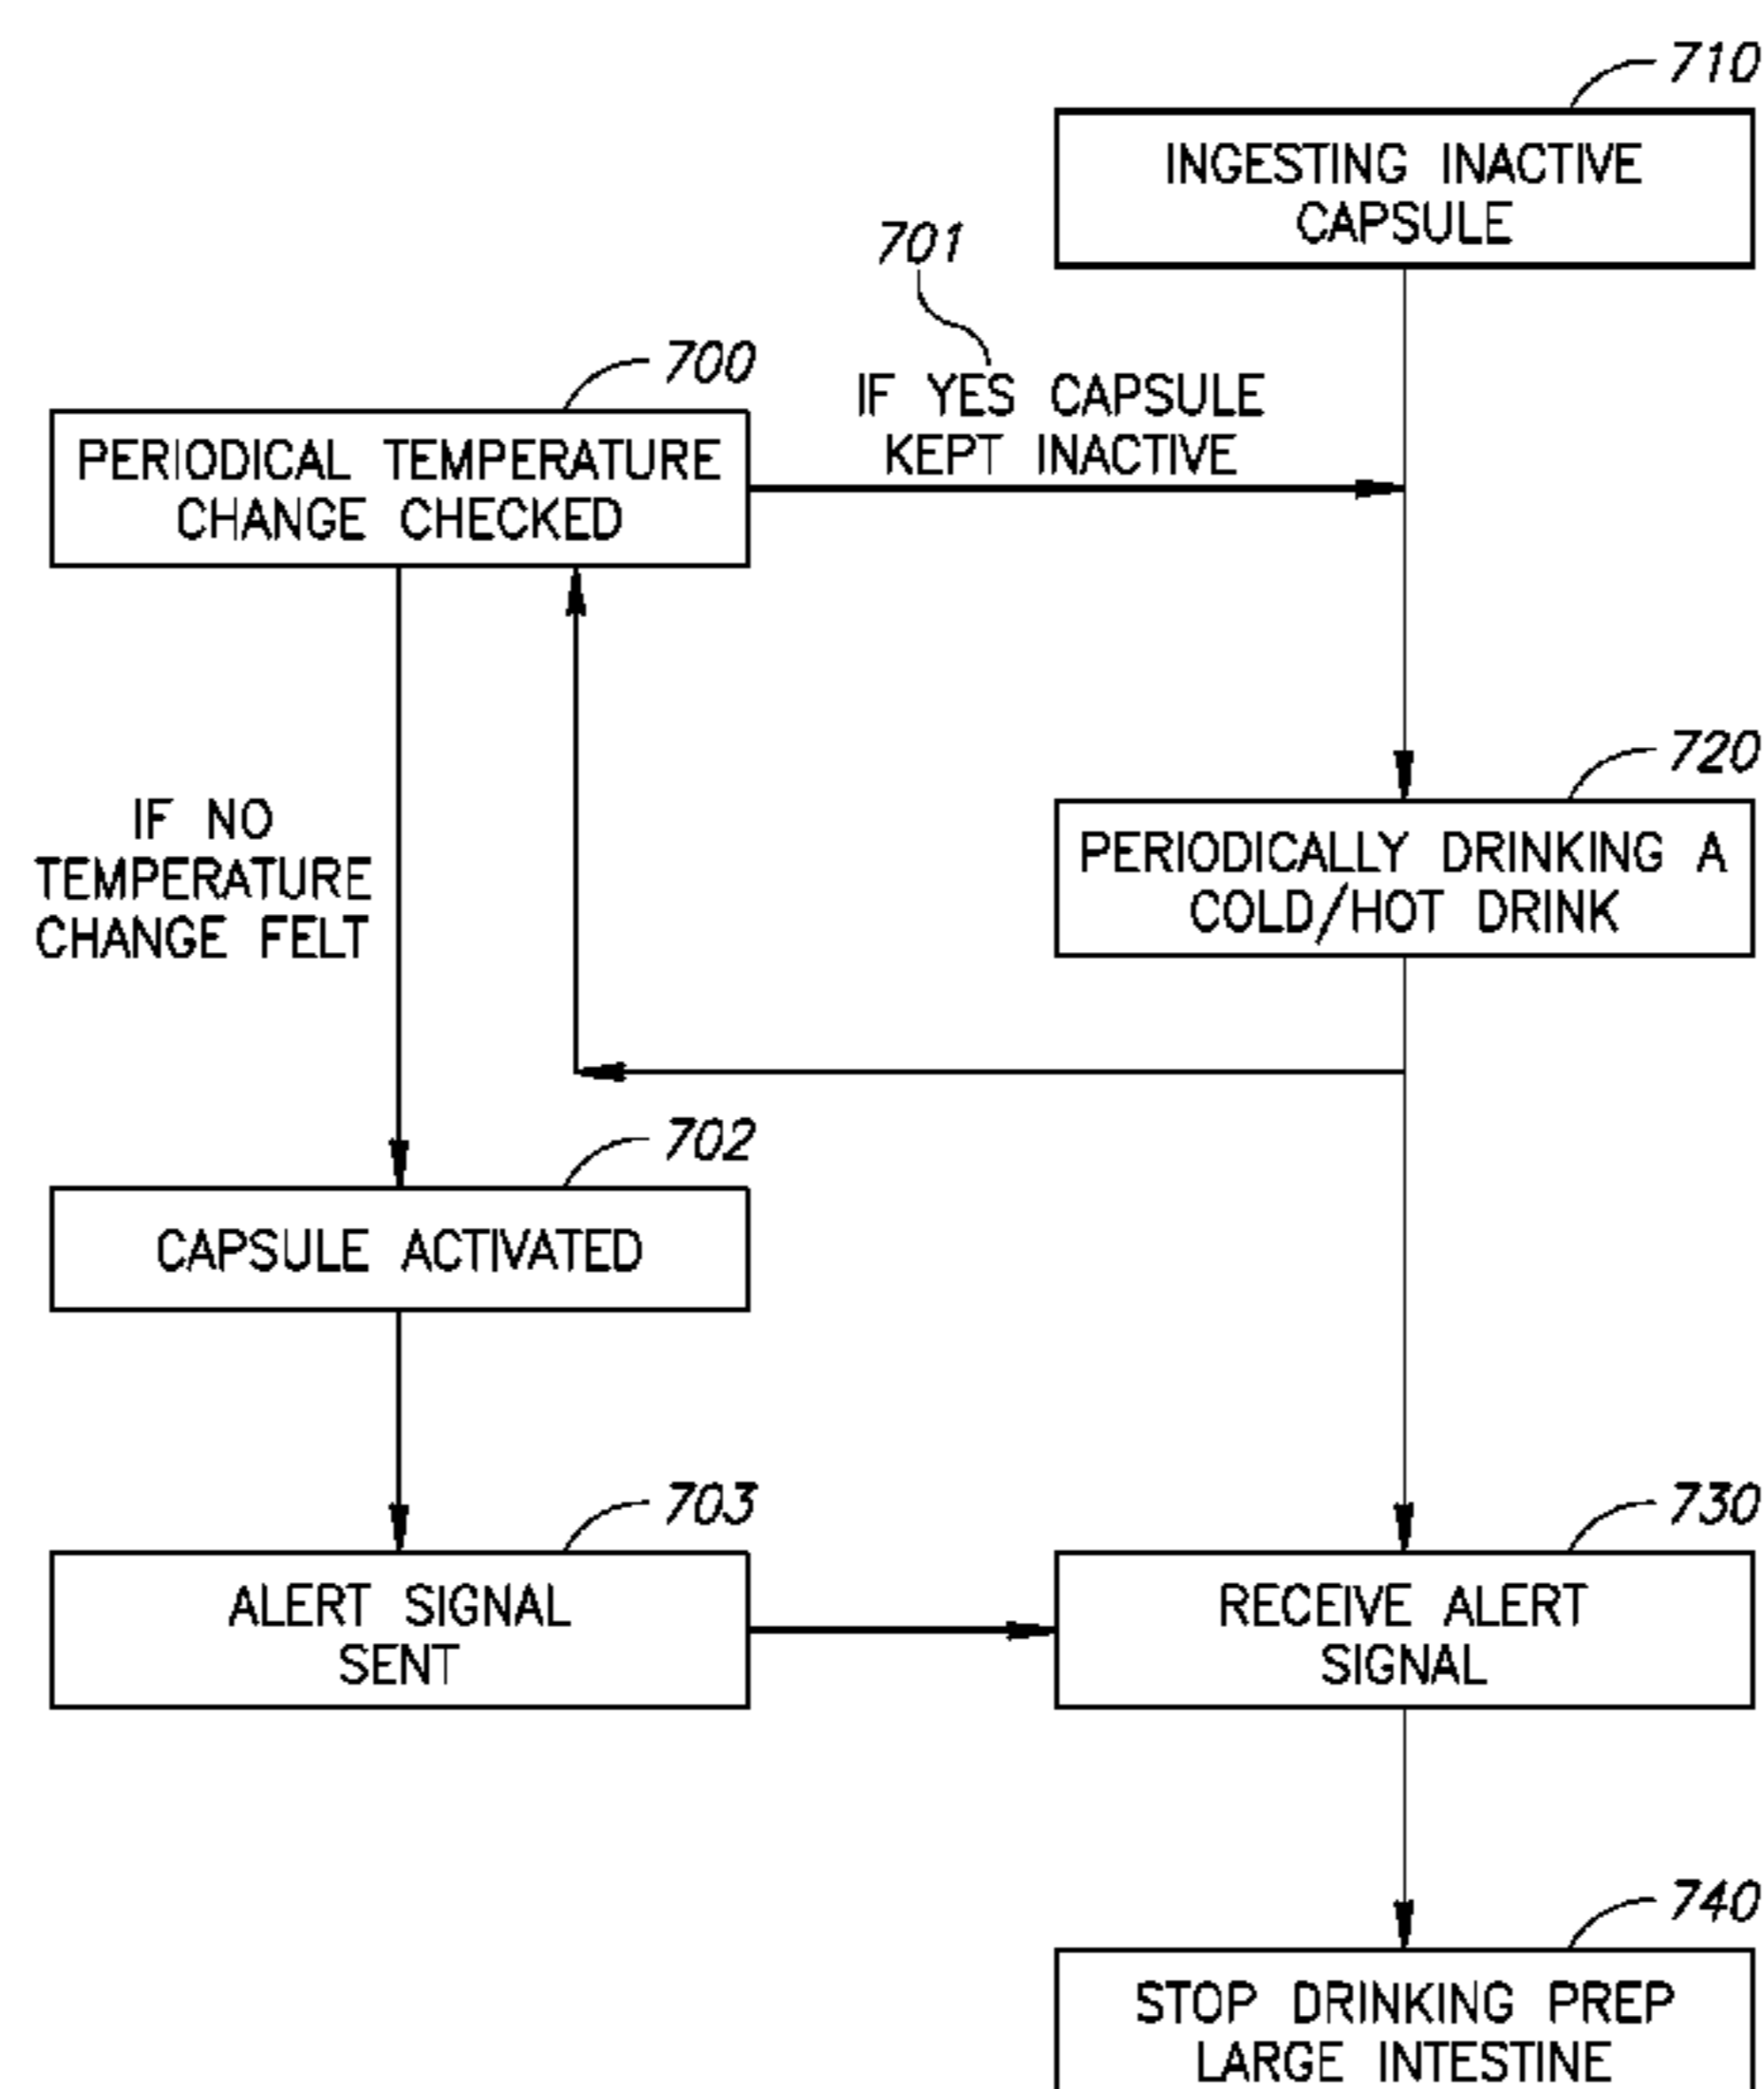 710
INGESTING INACTIVE
CAPSULE
701
IF YES CAPSULE
KEPT INACTIVE
700
PERIODICAL TEMPERATURE
CHANGE CHECKED
720
PERIODICALLY DRINKING A
COLD/HOT DRINK
IF NO
TEMPERATURE
CHANGE FELT
702
CAPSULE ACTIVATED
703
ALERT SIGNAL
SENT
730
RECEIVE ALERT
SIGNAL
740
STOP DRINKING PREP
LARGE INTESTINE